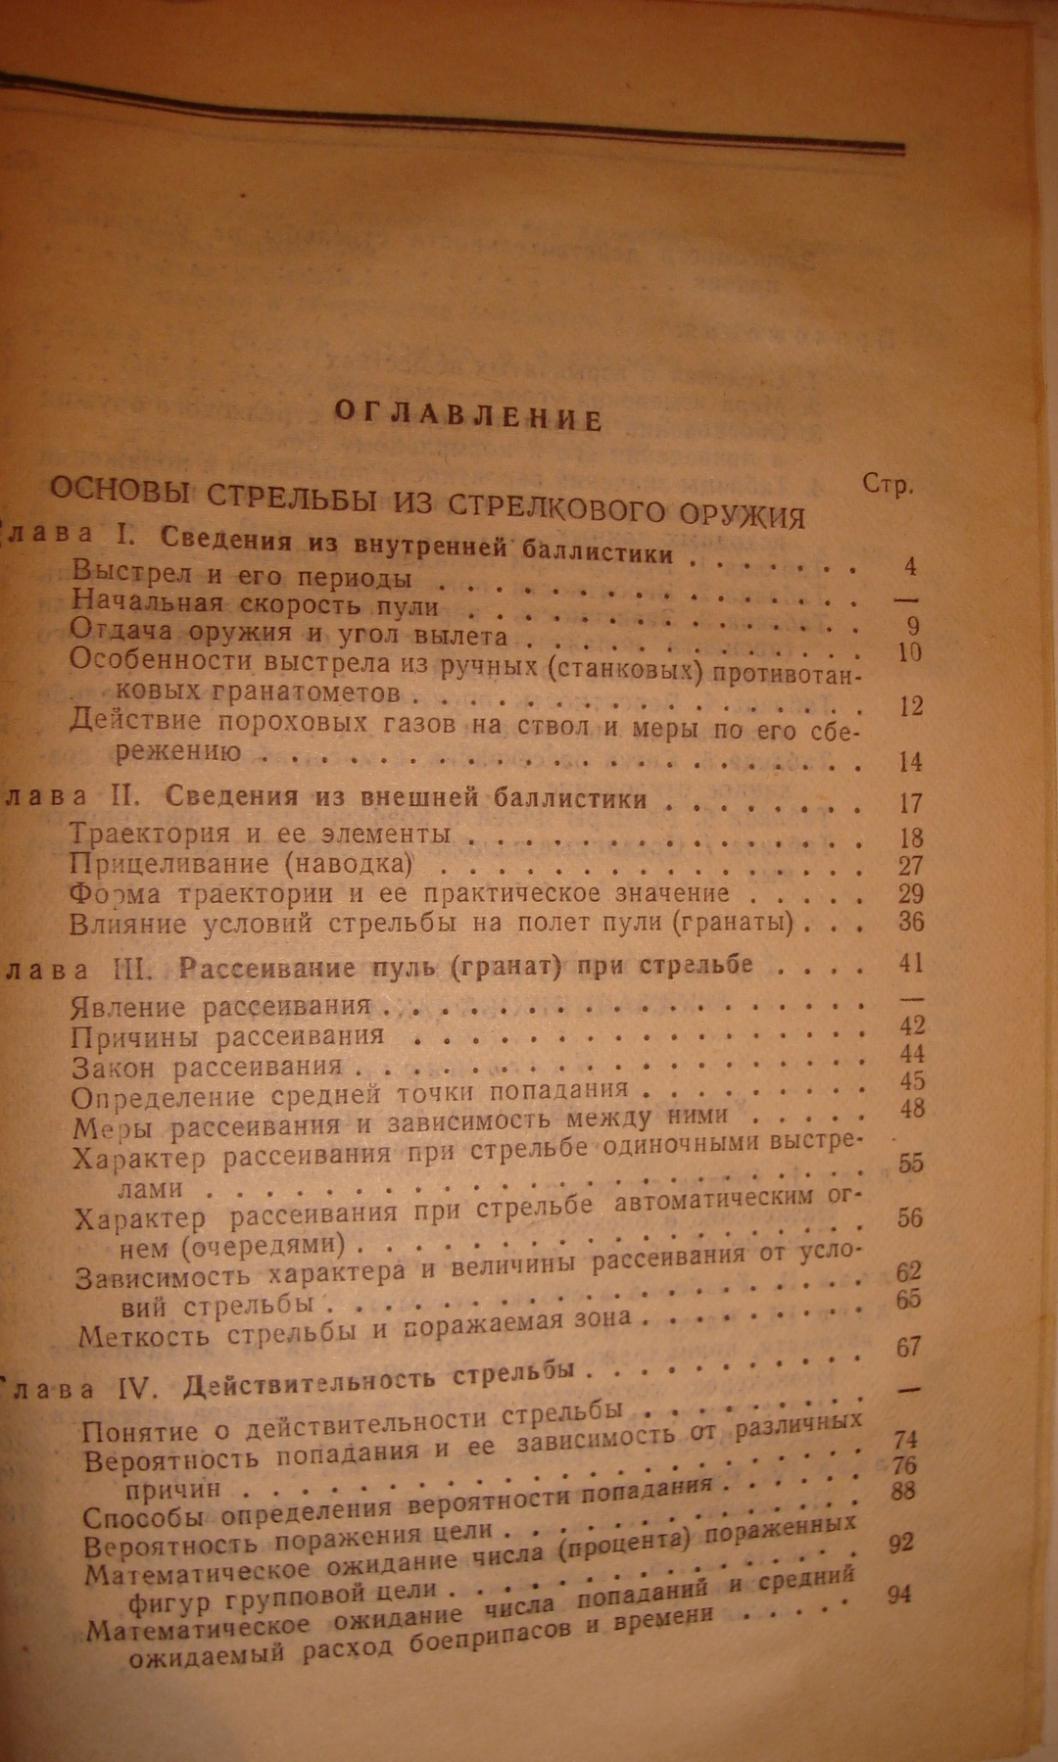 ОГЛАВЛЕНИЕ
Стр.
ОСНОВЫ СТРЕЛЬБЫ ИЗ СТРЕЛКОВОГО ОРУЖИЯ
Глава I. Сведения из внутренней баллистики . . . . . . . 4
Выстрел и его периоды . . . . . . . . . . . . . . . —
Начальная скорость пули . . . . . . . . . . . . . . 9
Отдача оружия и угол вылета . . . . . . . . . . . . 10
Особенности выстрела из ручных (станковых) противотан-
ковых гранатометов . . . . . . . . . . . . . . . . 12
Действие пороховых газов на ствол и меры по его сбе-
режению . . . . . . . . . . . . . . . . . . . . . 14
лава II. Сведения из внешней баллистики . . . . . . . . 17
Траектория и ее элементы . . . . . . . . . . . . . . 18
Прицеливание (наводка) . . . . . . . . . . . . . . . 27
Форма траектории и ее практическое значение . . . . . 29
Влияние условий стрельбы на полет пули (гранаты) . . . 36
лава III. Рассеивание пуль (гранат) при стрельбе . . . . 41
Явление рассеивания . . . . . . . . . . . . . . . . . —
Причины рассеивания . . . . . . . . . . . . . . . . 42
Закон рассеивания . . . . . . . . . . . . . . . . . . 44
Определение средней точки попадания . . . . . . . . . 45
Меры рассеивания и зависимость между ними . . . . . 48
Характер рассеивания при стрельбе одиночными выстре-
лами . . . . . . . . . . . . . . . . . . . . . . . 55
Характер рассеивания при стрельбе автоматическим ог-
нем (очередями) . . . . . . . . . . . . . . . . . . 56
Зависимость характера и величины рассеивания от усло-
вий стрельбы . . . . . . . . . . . . . . . . . . . 62
Меткость стрельбы и поражаемая зона . . . . . . . . . 65
Глава IV. Действительность стрельбы . . . . . . . . . . . 67
Понятие о действительности стрельбы . . . . . . . . . —
Вероятность попадания и ее зависимость от различных
причин . . . . . . . . . . . . . . . . . . . . . . 74
Способы определения вероятности попадания . . . . . . 76
Вероятность поражения цели . . . . . . . . . . . . . 88
Математическое ожидание числа (процента) пораженных
фигур групповой цели . . . . . . . . . . . . . . . 92
Математическое ожидание числа попаданий и средний
ожидаемый расход боеприпасов и времени . . . . . 94